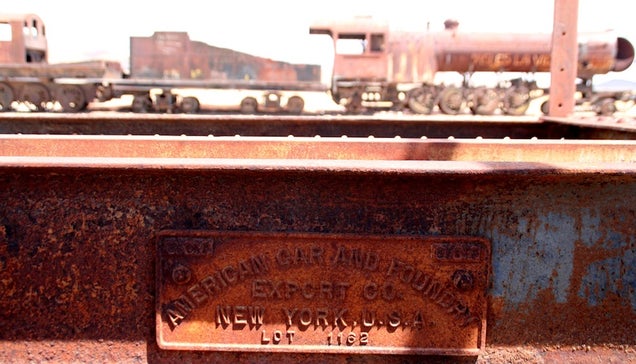 AMERICAN CAR AND FOUNDRY
EXPORT CO.
NEW YORK, U.S.A
LOT 1162